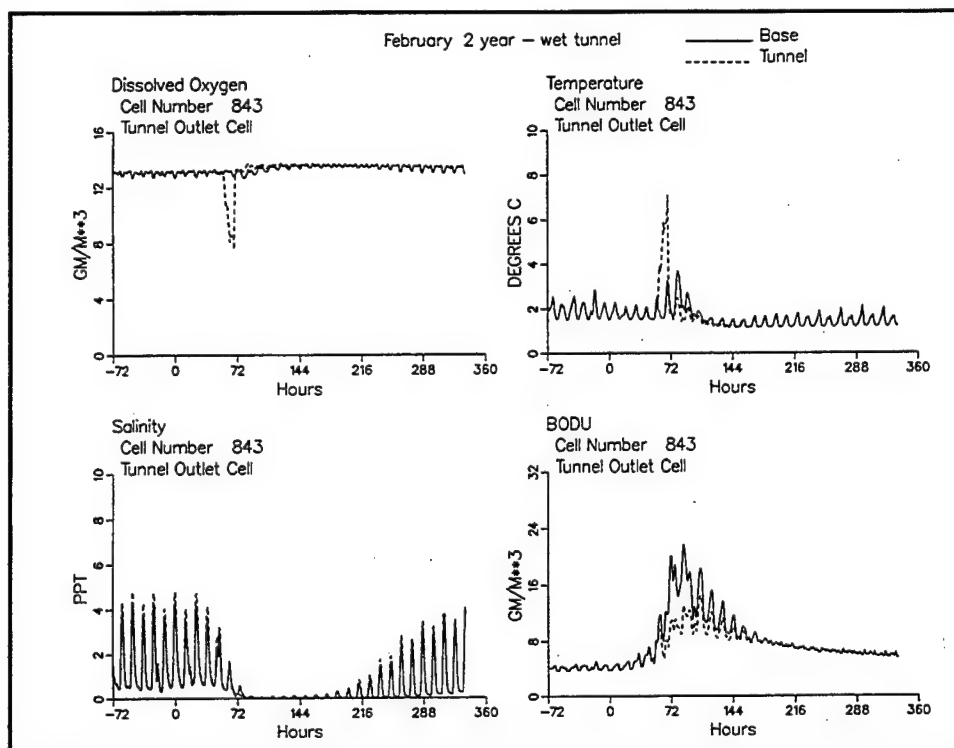 February 2 year – wet tunnel
Base
Tunnel
Dissolved Oxygen
Cell Number 843
Tunnel Outlet Cell
16
12
8
4
0
GM/M**3
-72 0 72 144 216 288 360
Hours
Temperature
Cell Number 843
Tunnel Outlet Cell
10
8
6
4
2
0
DEGREES C
-72 0 72 144 216 288 360
Hours
Salinity
Cell Number 843
Tunnel Outlet Cell
10
8
6
4
2
0
PPT
-72 0 72 144 216 288 360
Hours
BODU
Cell Number 843
Tunnel Outlet Cell
32
24
16
8
0
GM/M**3
-72 0 72 144 216 288 360
Hours